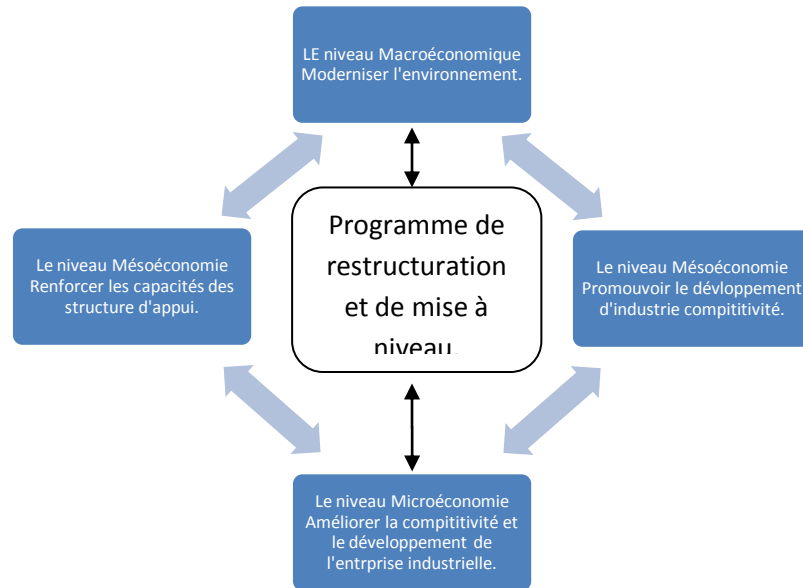 LE niveau Macroéconomique
Moderniser l'environnement.
Programme de
restructuration
et de mise à
niveau.
Le niveau Mésoéconomie
Renforcer les capacités des
structure d'appui.
Le niveau Mésoéconomie
Promouvoir le dévloppement
d'industrie compititivité.
Le niveau Microéconomie
Améliorer la compititivité et
le développement de
l'entrprise industrielle.